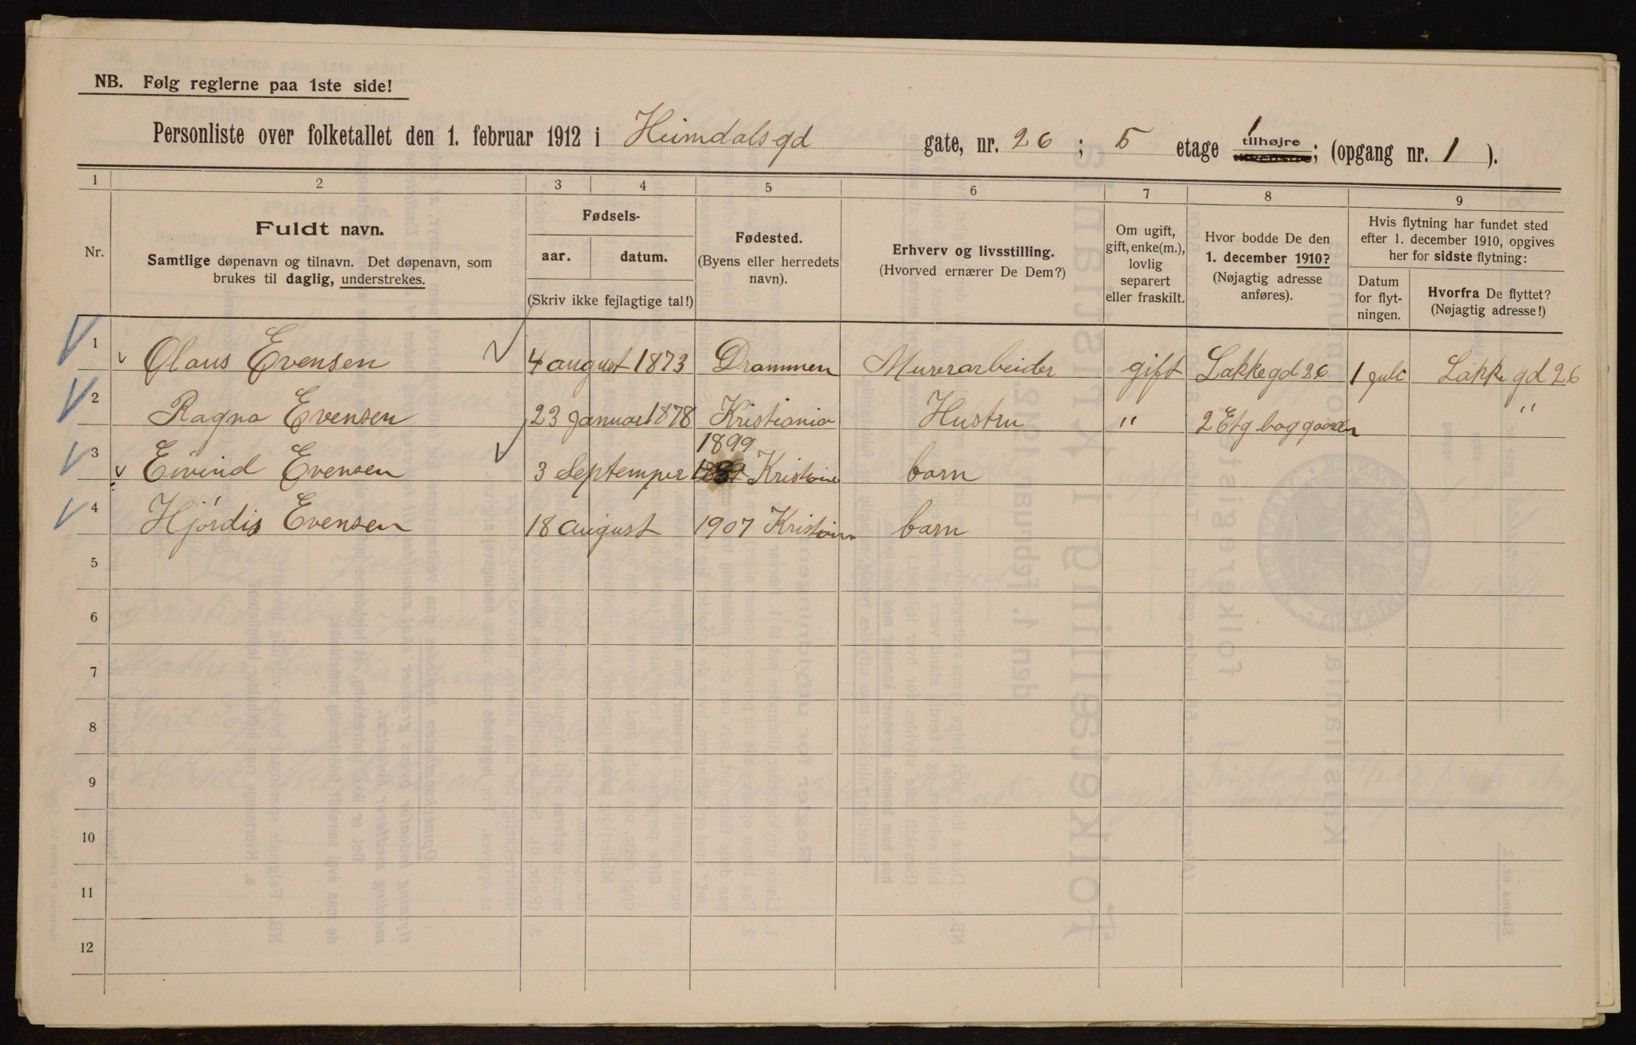 NB. Følg reglerne paa 1ste side!
Personliste over folketallet den 1. februar 1912 i Heimdalsgd gate, nr. 26 ; 5 etage 1 tilhøjre ; (opgang nr. 1 ).
1 2 3 4 5 6 7 8 9
Nr.
Fuldt navn.
Samtlige døpenavn og tilnavn. Det døpenavn, som
brukes til daglig, understrekes.
Fødsels-
aar. datum.
(Skriv ikke fejlagtige tal!)
Fødested.
(Byens eller herredets
navn).
Erhverv og livsstilling.
(Hvorved ernærer De Dem?)
Om ugift,
gift, enke(m.),
lovlig
separert
eller fraskilt.
Hvor bodde De den
1. december 1910?
(Nøjagtig adresse
anføres).
Hvis flytning har fundet sted
efter 1. december 1910, opgives
her for sidste flytning:
Datum
for flyt-
ningen.
Hvorfra De flyttet?
(Nøjagtig adresse!)
1 Olaus Evensen 4 august 1873 Drammen Murerarbeider gift Lakkegd 26 1 juli Lakkegd 26
2 Ragna Evensen 23 Januar 1878 Kristiania Hustru " 2 Etg baggaarden "
1899
3 Eivind Evensen 3 Septemper Kristiania barn
4 Hjórdis Evensen 18 august 1907 Kristiania barn
5
6
7
8
9
10
11
12